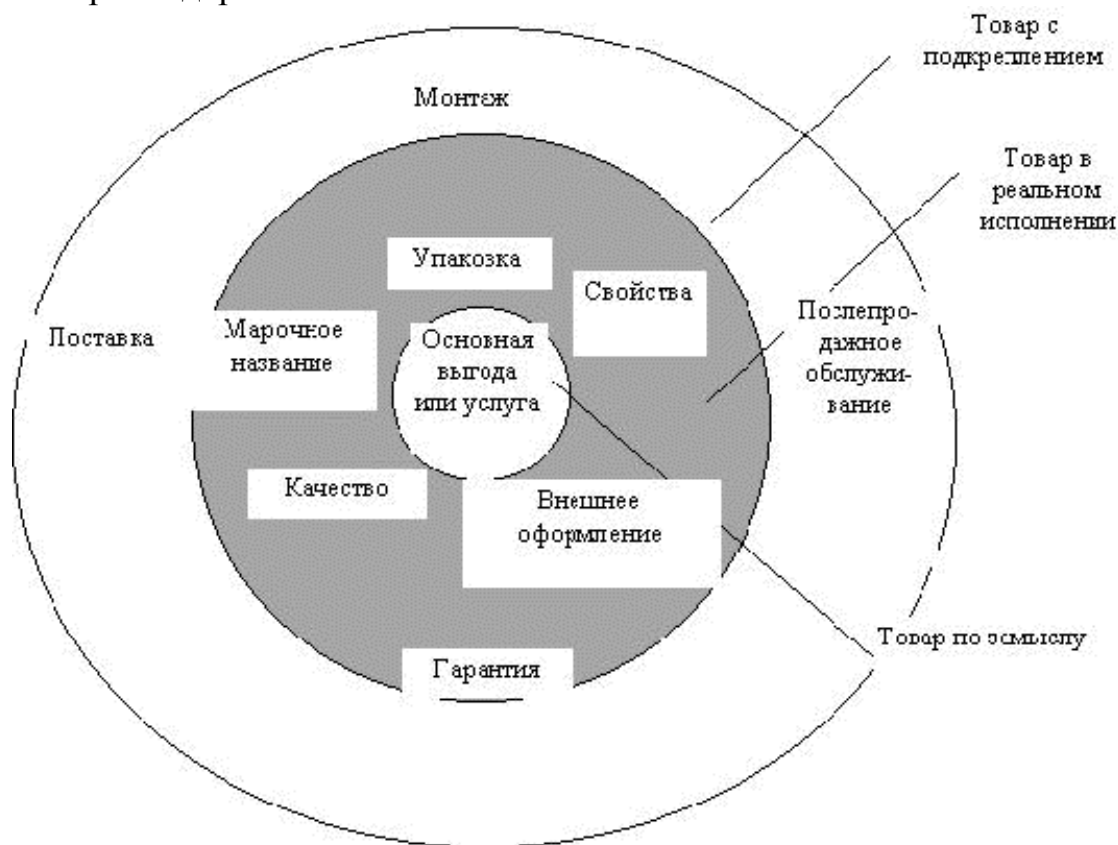 Товар с
подкреплением
Монтаж
Товар в
реальном
исполнении
Упаковка
Свойства
Поставка
Марочное
название
Основная
выгода
или услуга
Послепро-
дажное
обслужи-
вание
Качество
Внешнее
оформление
Товар по замыслу
Гарантия